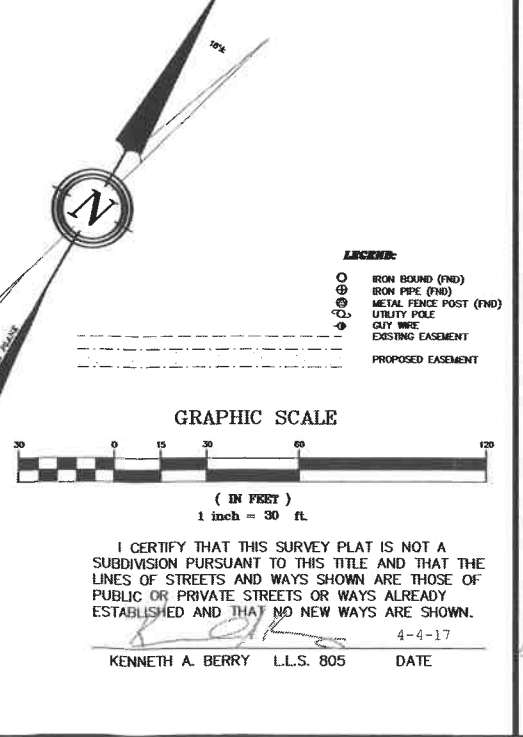 18½
N
PLANE
LEGEND:
IRON BOUND (FND)
IRON PIPE (FND)
METAL FENCE POST (FND)
UTILITY POLE
GUY WIRE
EXISTING EASEMENT
PROPOSED EASEMENT
GRAPHIC SCALE
30 0 15 30 60 120
( IN FEET )
1 inch = 30 ft.
I CERTIFY THAT THIS SURVEY PLAT IS NOT A
SUBDIVISION PURSUANT TO THIS TITLE AND THAT THE
LINES OF STREETS AND WAYS SHOWN ARE THOSE OF
PUBLIC OR PRIVATE STREETS OR WAYS ALREADY
ESTABLISHED AND THAT NO NEW WAYS ARE SHOWN.
4-4-17
KENNETH A. BERRY L.L.S. 805 DATE